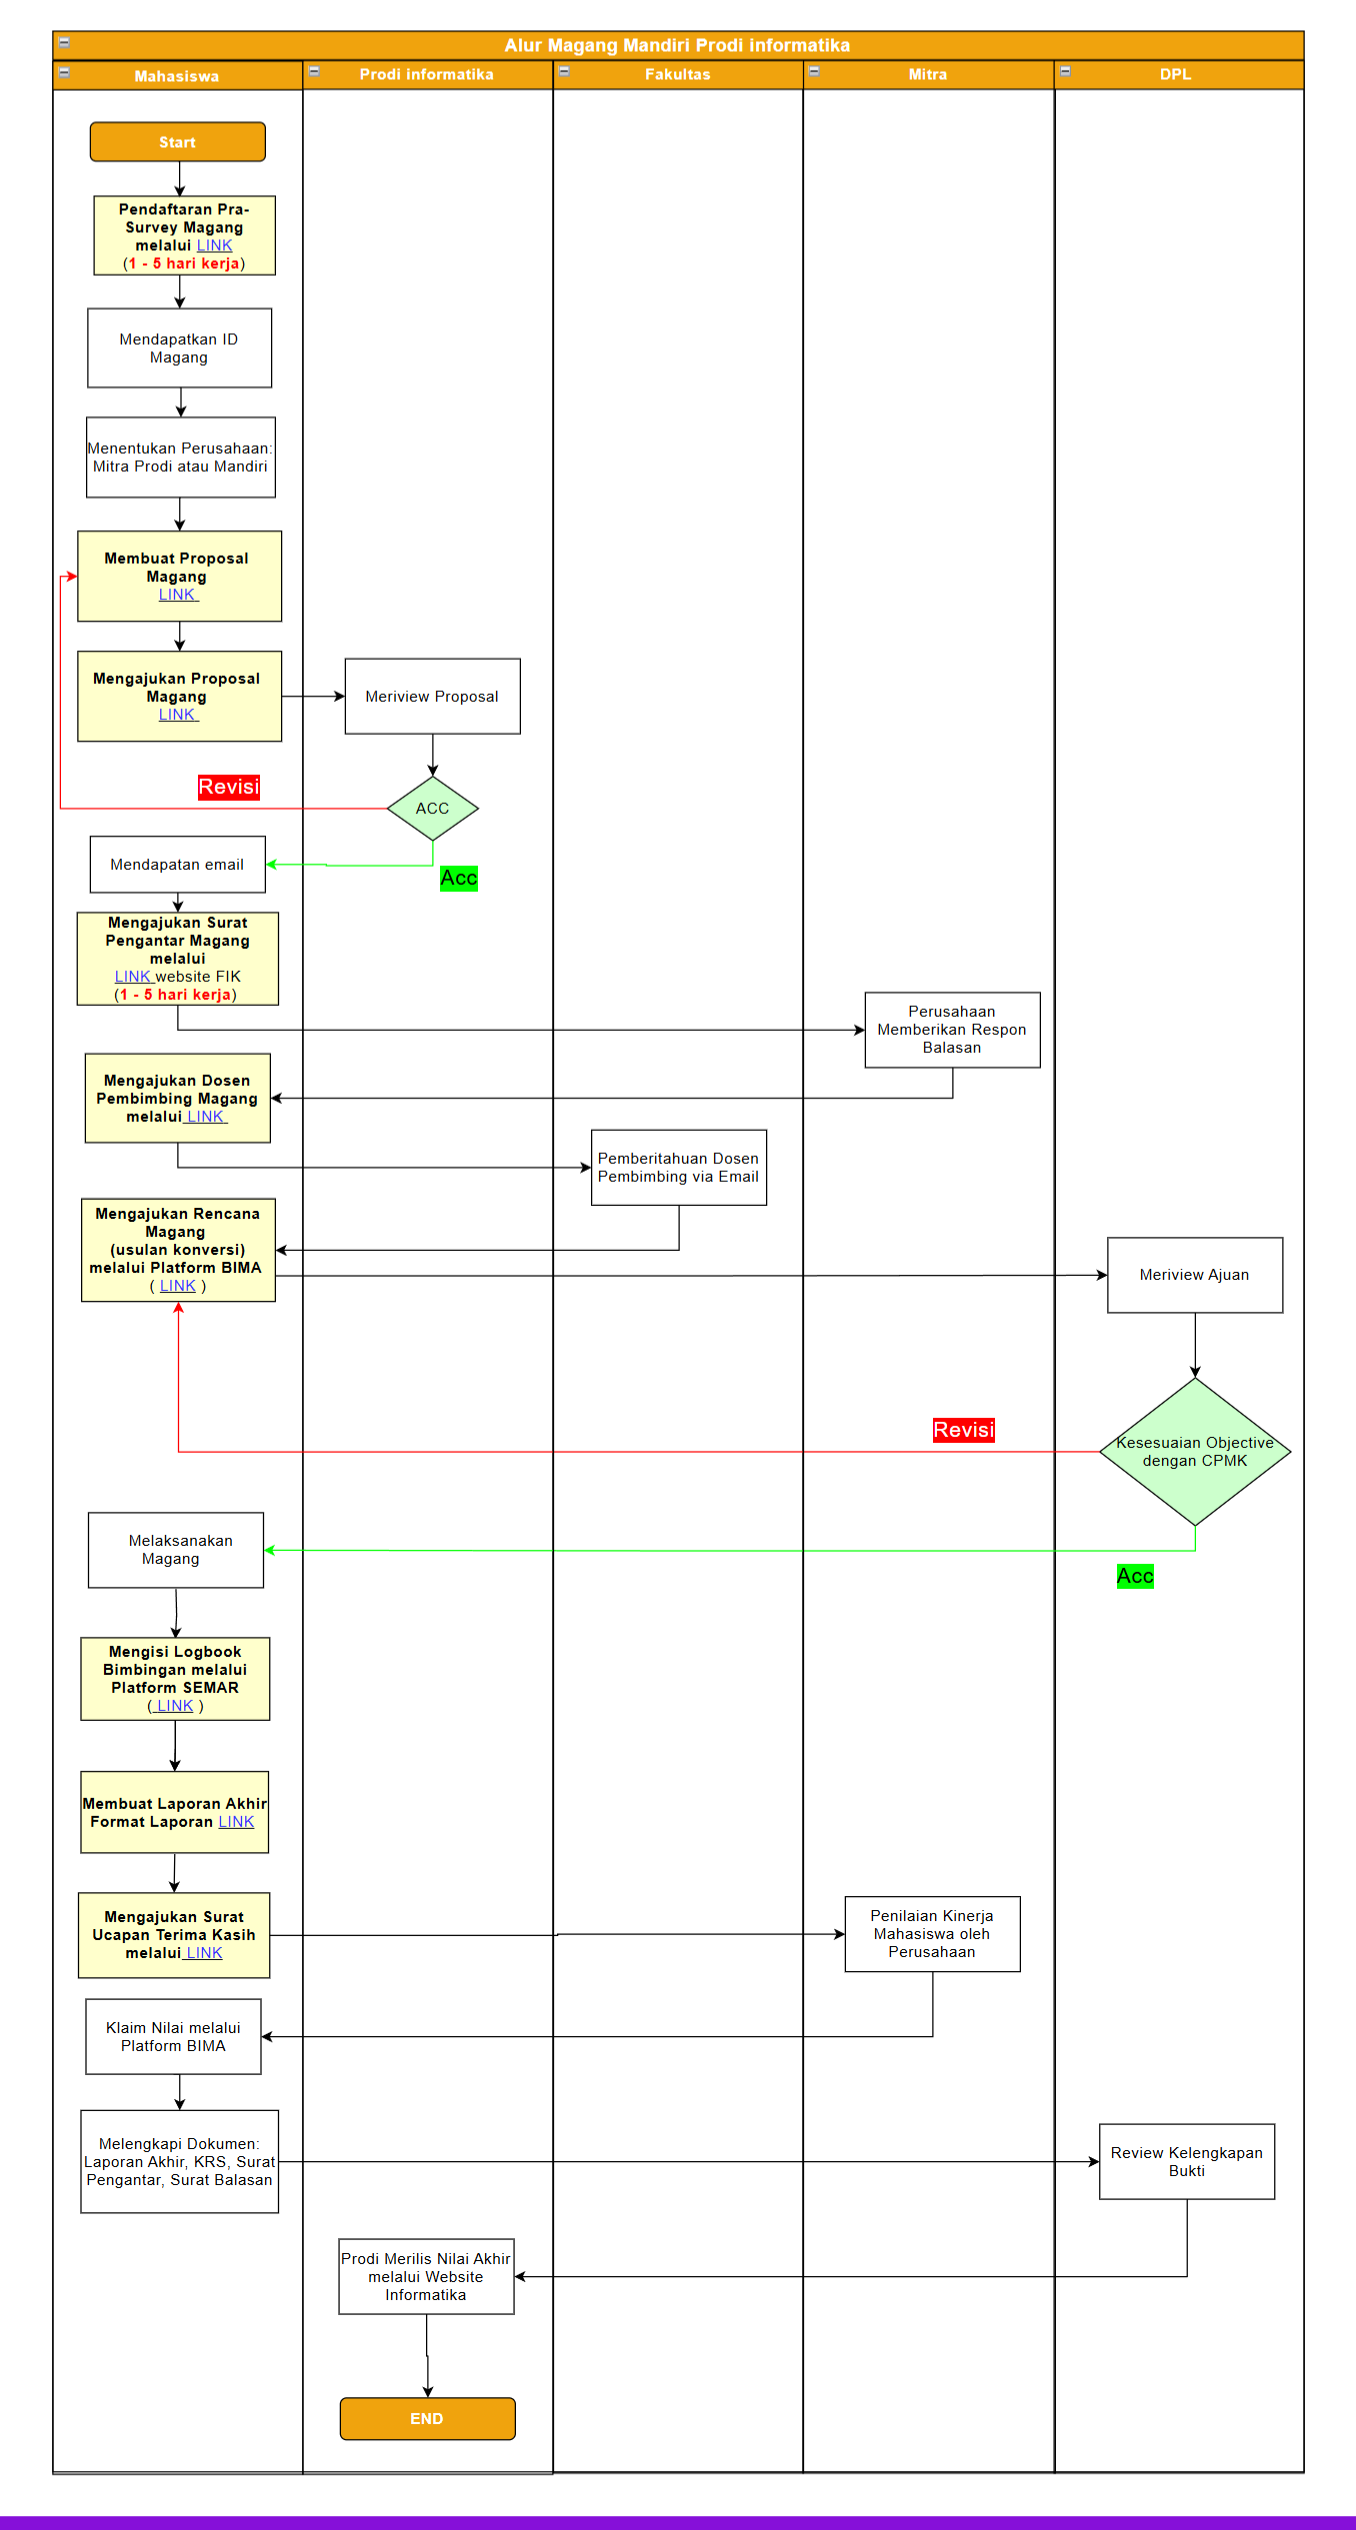 Alur Magang Mandiri Prodi informatika
Mahasiswa
Prodi informatika
Fakultas
Mitra
DPL
Start
Pendaftaran Pra-
Survey Magang
melalui LINK
(1 - 5 hari kerja)
Mendapatkan ID
Magang
Menentukan Perusahaan:
Mitra Prodi atau Mandiri
Membuat Proposal
Magang
LINK
Mengajukan Proposal
Magang
LINK
Meriview Proposal
Revisi
ACC
Mendapatan email
Acc
Mengajukan Surat
Pengantar Magang
melalui
LINK website FIK
(1 - 5 hari kerja)
Perusahaan
Memberikan Respon
Balasan
Mengajukan Dosen
Pembimbing Magang
melalui LINK
Pemberitahuan Dosen
Pembimbing via Email
Mengajukan Rencana
Magang
(usulan konversi)
melalui Platform BIMA
( LINK )
Meriview Ajuan
Revisi
Kesesuaian Objective
dengan CPMK
Melaksanakan
Magang
Acc
Mengisi Logbook
Bimbingan melalui
Platform SEMAR
( LINK )
Membuat Laporan Akhir
Format Laporan LINK
Mengajukan Surat
Ucapan Terima Kasih
melalui LINK
Penilaian Kinerja
Mahasiswa oleh
Perusahaan
Klaim Nilai melalui
Platform BIMA
Melengkapi Dokumen:
Laporan Akhir, KRS, Surat
Pengantar, Surat Balasan
Review Kelengkapan
Bukti
Prodi Merilis Nilai Akhir
melalui Website
Informatika
END